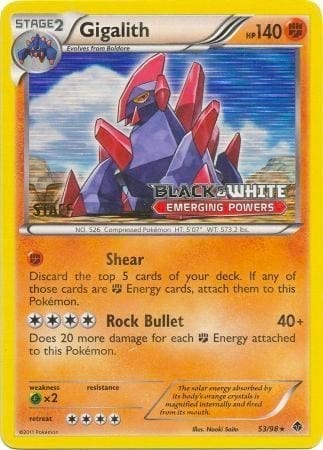 STAGE2
Gigalith
HP140
Evolves from Boldore
STAFF
BLACK & WHITE
EMERGING POWERS
NO. 526 Compressed Pokémon HT: 5'07" WT: 573.2 lbs.
Shear
Discard the top 5 cards of your deck. If any of
those cards are Energy cards, attach them to this
Pokémon.
Rock Bullet 40+
Does 20 more damage for each Energy attached
to this Pokémon.
weakness
resistance
×2
retreat
The solar energy absorbed by
its body's orange crystals is
magnified internally and fired
from its mouth.
©2011 Pokémon
Illus. Naoki Saito
53/98★